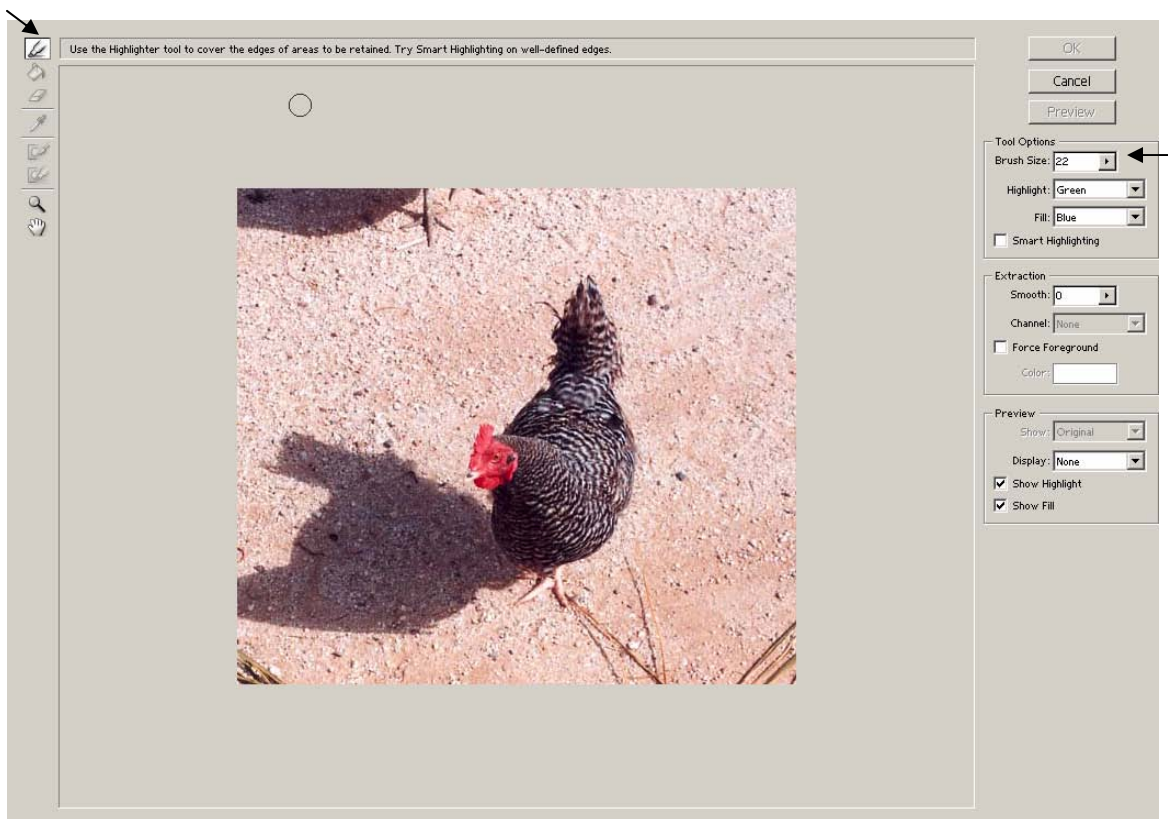 Use the Highlighter tool to cover the edges of areas to be retained. Try Smart Highlighting on well-defined edges.
OK
Cancel
Preview
Tool Options
Brush Size: 22
Highlight: Green
Fill: Blue
Smart Highlighting
Extraction
Smooth: 0
Channel: None
Force Foreground
Color:
Preview
Show: Original
Display: None
Show Highlight
Show Fill